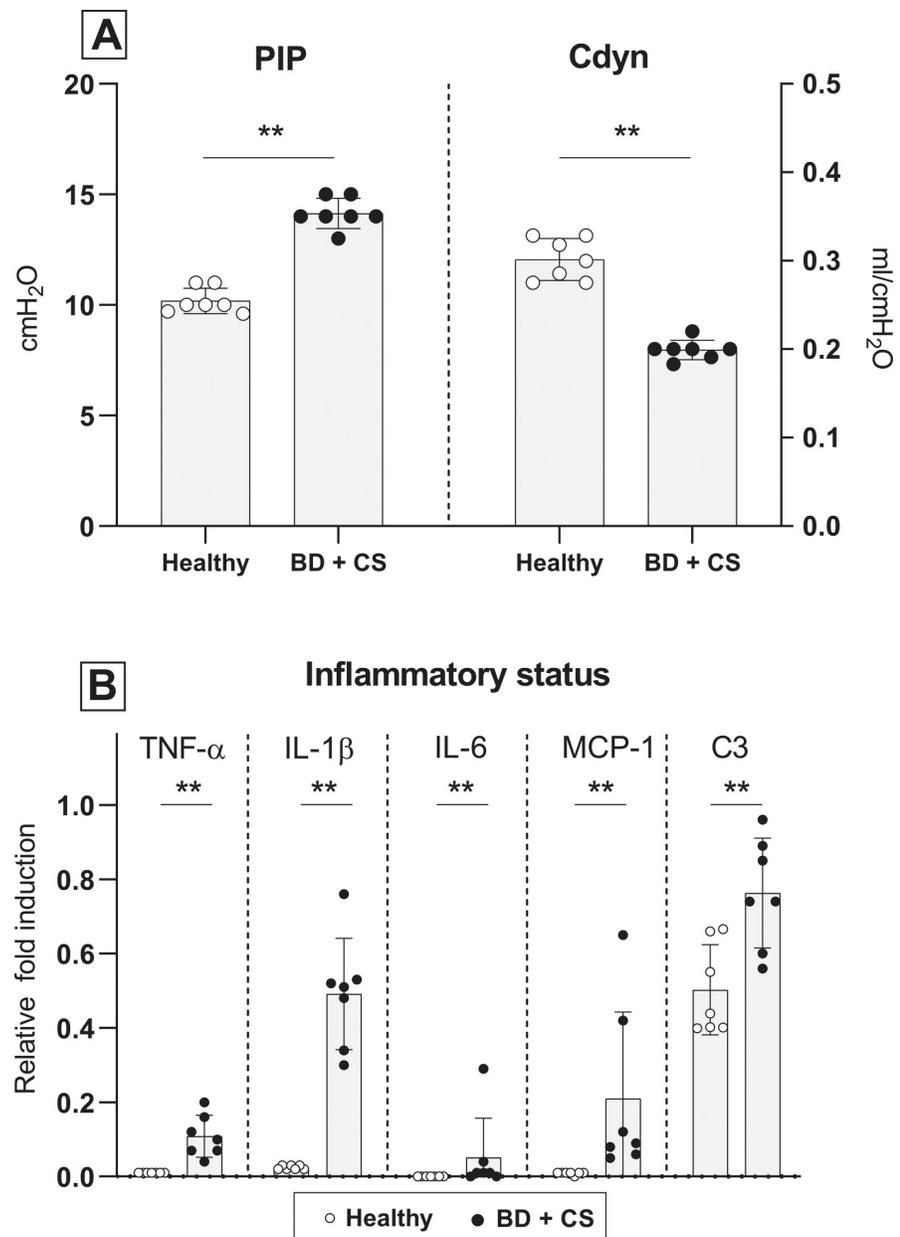 A
PIP
Cdyn
20
15
10
5
0
cmH₂O
**
**
0.5
0.4
0.3
0.2
0.1
0.0
ml/cmH₂O
Healthy
BD + CS
Healthy
BD + CS
B
Inflammatory status
TNF-α
IL-1β
IL-6
MCP-1
C3
**
**
**
**
**
1.0
0.8
0.6
0.4
0.2
0.0
Relative fold induction
Healthy
BD + CS